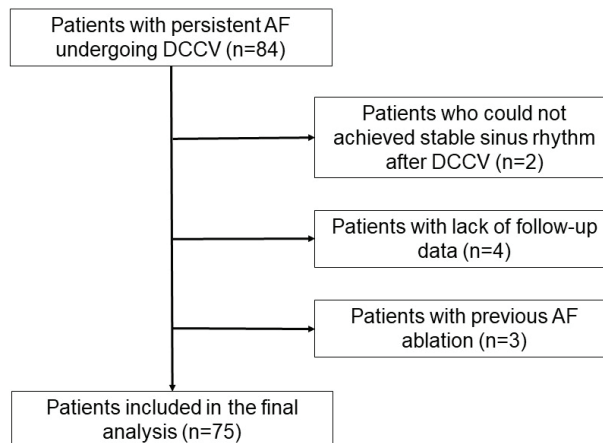 Patients with persistent AF
undergoing DCCV (n=84)
Patients who could not
achieved stable sinus rhythm
after DCCV (n=2)
Patients with lack of follow-up
data (n=4)
Patients with previous AF
ablation (n=3)
Patients included in the final
analysis (n=75)